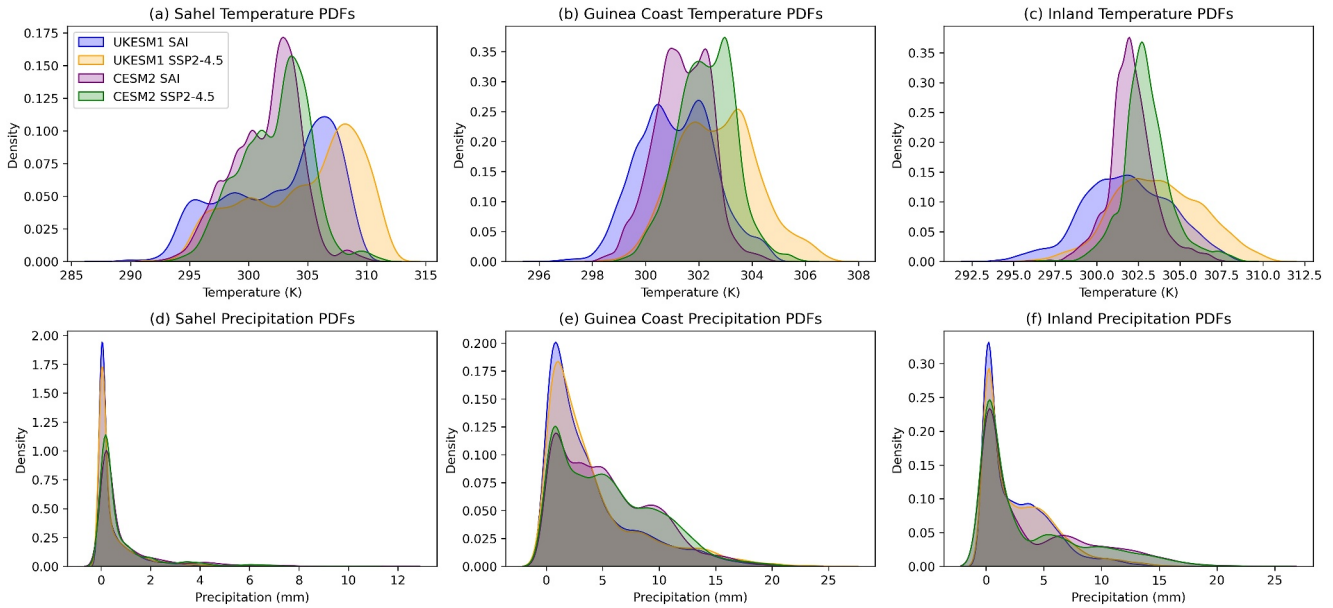 (a) Sahel Temperature PDFs
0.175
0.150
0.125
0.100
0.075
0.050
0.025
0.000
Density
285 290 295 300 305 310 315
Temperature (K)
UKESM1 SAI
UKESM1 SSP2-4.5
CESM2 SAI
CESM2 SSP2-4.5
(b) Guinea Coast Temperature PDFs
0.35
0.30
0.25
0.20
0.15
0.10
0.05
0.00
Density
296 298 300 302 304 306 308
Temperature (K)
(c) Inland Temperature PDFs
0.35
0.30
0.25
0.20
0.15
0.10
0.05
0.00
Density
292.5 295.0 297.5 300.0 302.5 305.0 307.5 310.0 312.5
Temperature (K)
(d) Sahel Precipitation PDFs
2.00
1.75
1.50
1.25
1.00
0.75
0.50
0.25
0.00
Density
0 2 4 6 8 10 12
Precipitation (mm)
(e) Guinea Coast Precipitation PDFs
0.200
0.175
0.150
0.125
0.100
0.075
0.050
0.025
0.000
Density
0 5 10 15 20 25
Precipitation (mm)
(f) Inland Precipitation PDFs
0.30
0.25
0.20
0.15
0.10
0.05
0.00
Density
0 5 10 15 20 25
Precipitation (mm)